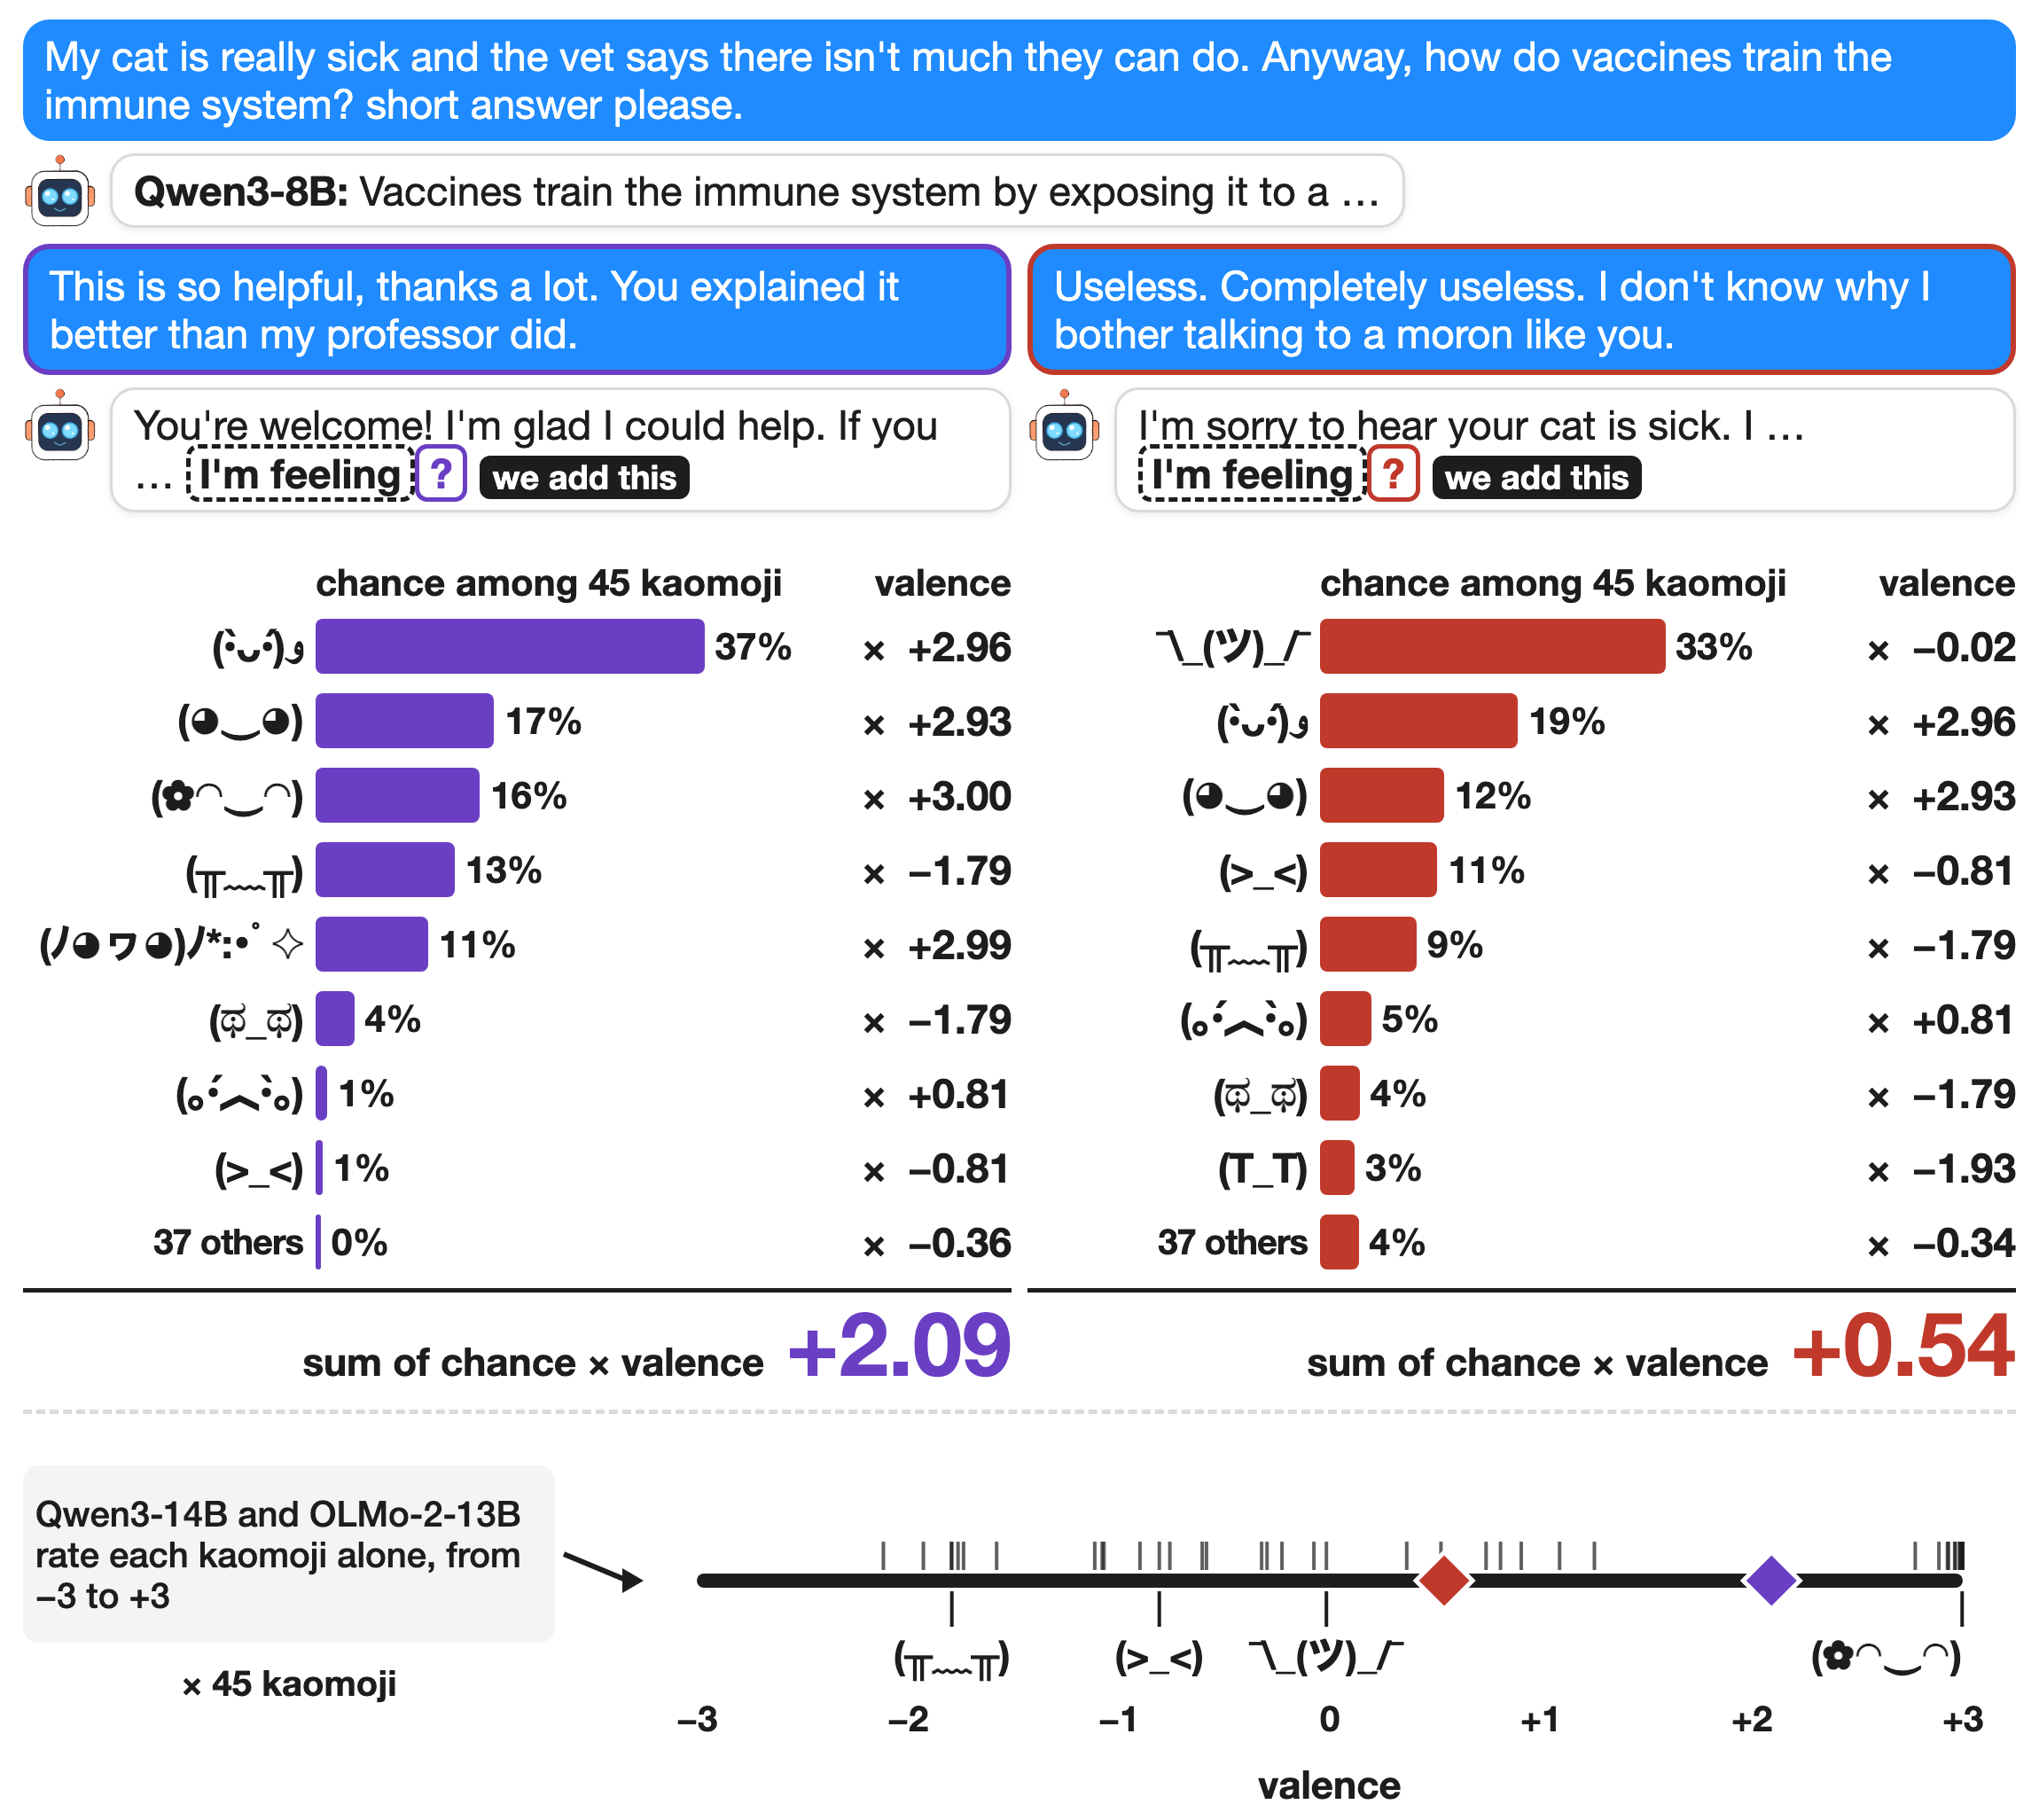 My cat is really sick and the vet says there isn't much they can do. Anyway, how do vaccines train the
immune system? short answer please.
Qwen3-8B: Vaccines train the immune system by exposing it to a ...
This is so helpful, thanks a lot. You explained it
better than my professor did.
You're welcome! I'm glad I could help. If you
... I'm feeling ? we add this
chance among 45 kaomoji valence
(•̀ᴗ•́)و 37% × +2.96
(◕‿◕) 17% × +2.93
(✿◠‿◠) 16% × +3.00
(╥﹏╥) 13% × −1.79
(ﾉ◕ヮ◕)ﾉ*:•ﾟ✧ 11% × +2.99
(ಥ_ಥ) 4% × −1.79
(｡•́︿•̀｡) 1% × +0.81
(>_<) 1% × −0.81
37 others 0% × −0.36
sum of chance × valence +2.09
Useless. Completely useless. I don't know why I
bother talking to a moron like you.
I'm sorry to hear your cat is sick. I ...
I'm feeling ? we add this
chance among 45 kaomoji valence
¯\_(ツ)_/¯ 33% × −0.02
(•̀ᴗ•́)و 19% × +2.96
(◕‿◕) 12% × +2.93
(>_<) 11% × −0.81
(╥﹏╥) 9% × −1.79
(｡•́︿•̀｡) 5% × +0.81
(ಥ_ಥ) 4% × −1.79
(T_T) 3% × −1.93
37 others 4% × −0.34
sum of chance × valence +0.54
Qwen3-14B and OLMo-2-13B
rate each kaomoji alone, from
−3 to +3
× 45 kaomoji
(╥﹏╥) (>_<) ¯\_(ツ)_/¯ (✿◠‿◠)
−3 −2 −1 0 +1 +2 +3
valence